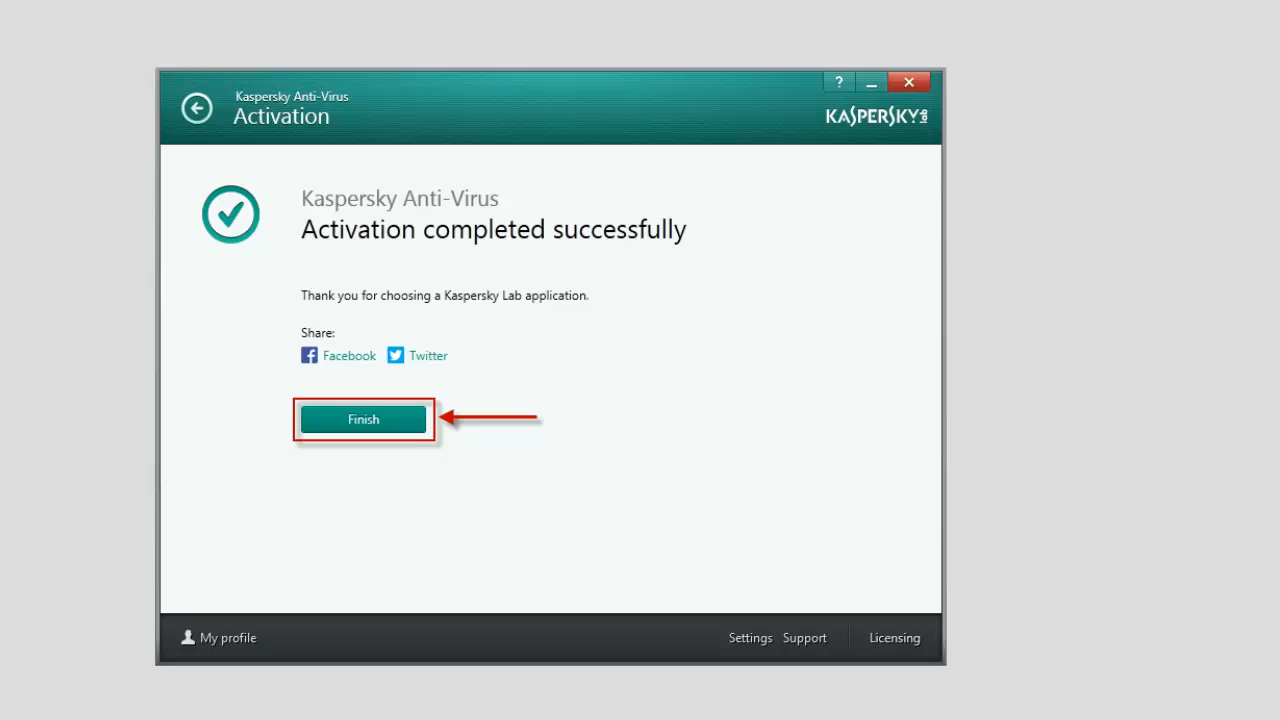 Kaspersky Anti-Virus
Activation
?
KASPERSKY lab
Kaspersky Anti-Virus
Activation completed successfully
Thank you for choosing a Kaspersky Lab application.
Share:
Facebook Twitter
Finish
My profile
Settings Support Licensing